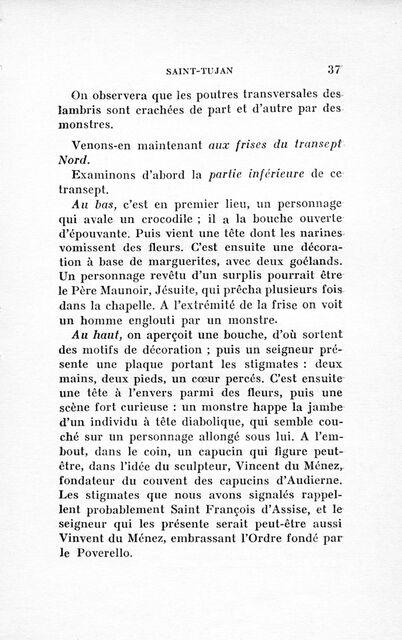 SAINT-TUJAN 37
On observera que les poutres transversales des
lambris sont crachées de part et d'autre par des
monstres.
Venons-en maintenant aux frises du transept
Nord.
Examinons d'abord la partie inférieure de ce
transept.
Au bas, c'est en premier lieu, un personnage
qui avale un crocodile ; il a la bouche ouverte
d'épouvante. Puis vient une tête dont les narines
vomissent des fleurs. C'est ensuite une décora-
tion à base de marguerites, avec deux goélands.
Un personnage revêtu d'un surplis pourrait être
le Père Maunoir, Jésuite, qui prêcha plusieurs fois
dans la chapelle. A l'extrémité de la frise on voit
un homme englouti par un monstre.
Au haut, on aperçoit une bouche, d'où sortent
des motifs de décoration ; puis un seigneur pré-
sente une plaque portant les stigmates : deux
mains, deux pieds, un cœur percés. C'est ensuite
une tête à l'envers parmi des fleurs, puis une
scène fort curieuse : un monstre happe la jambe
d'un individu à tête diabolique, qui semble cou-
ché sur un personnage allongé sous lui. A l'em-
bout, dans le coin, un capucin qui figure peut-
être, dans l'idée du sculpteur, Vincent du Ménez,
fondateur du couvent des capucins d'Audierne.
Les stigmates que nous avons signalés rappel-
lent probablement Saint François d'Assise, et le
seigneur qui les présente serait peut-être aussi
Vinvent du Ménez, embrassant l'Ordre fondé par
le Poverello.